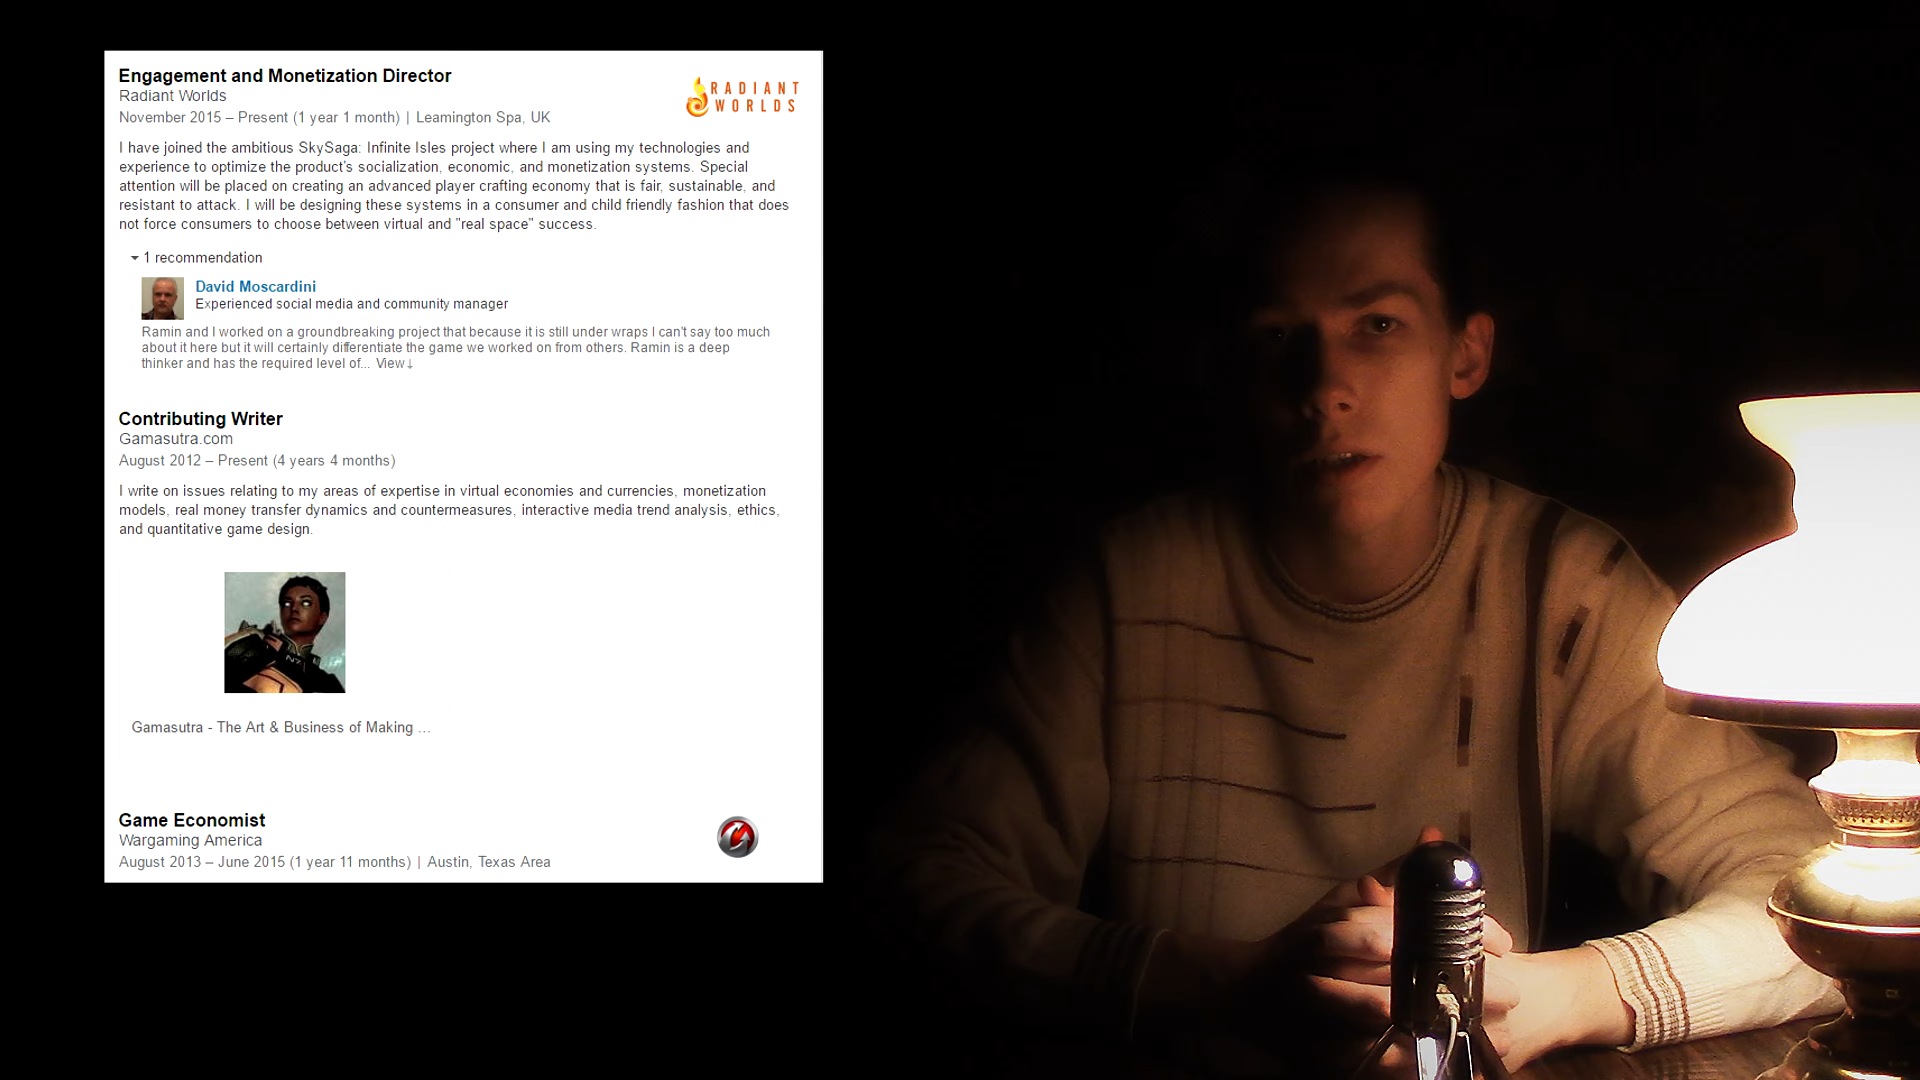 Engagement and Monetization Director
Radiant Worlds
November 2015 – Present (1 year 1 month) | Leamington Spa, UK
RADIANT
WORLDS
I have joined the ambitious SkySaga: Infinite Isles project where I am using my technologies and
experience to optimize the product's socialization, economic, and monetization systems. Special
attention will be placed on creating an advanced player crafting economy that is fair, sustainable, and
resistant to attack. I will be designing these systems in a consumer and child friendly fashion that does
not force consumers to choose between virtual and "real space" success.
1 recommendation
David Moscardini
Experienced social media and community manager
Ramin and I worked on a groundbreaking project that because it is still under wraps I can't say too much
about it here but it will certainly differentiate the game we worked on from others. Ramin is a deep
thinker and has the required level of... View↓
Contributing Writer
Gamasutra.com
August 2012 – Present (4 years 4 months)
I write on issues relating to my areas of expertise in virtual economies and currencies, monetization
models, real money transfer dynamics and countermeasures, interactive media trend analysis, ethics,
and quantitative game design.
N7
Gamasutra - The Art & Business of Making ...
Game Economist
Wargaming America
August 2013 – June 2015 (1 year 11 months) | Austin, Texas Area